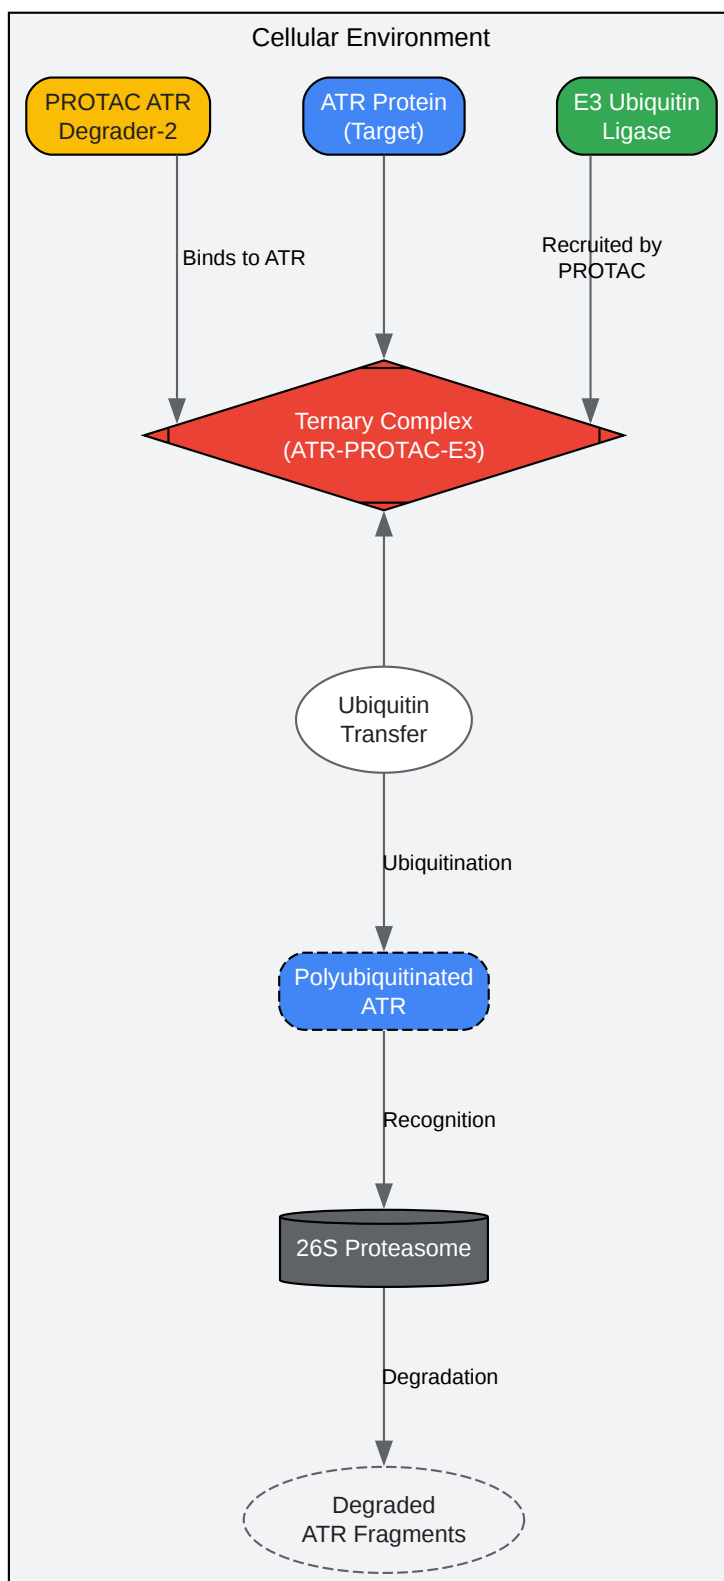 Cellular Environment
PROTAC ATR
Degrader-2
ATR Protein
(Target)
E3 Ubiquitin
Ligase
Binds to ATR
Recruited by
PROTAC
Ternary Complex
(ATR-PROTAC-E3)
Ubiquitin
Transfer
Ubiquitination
Polyubiquitinated
ATR
Recognition
26S Proteasome
Degradation
Degraded
ATR Fragments